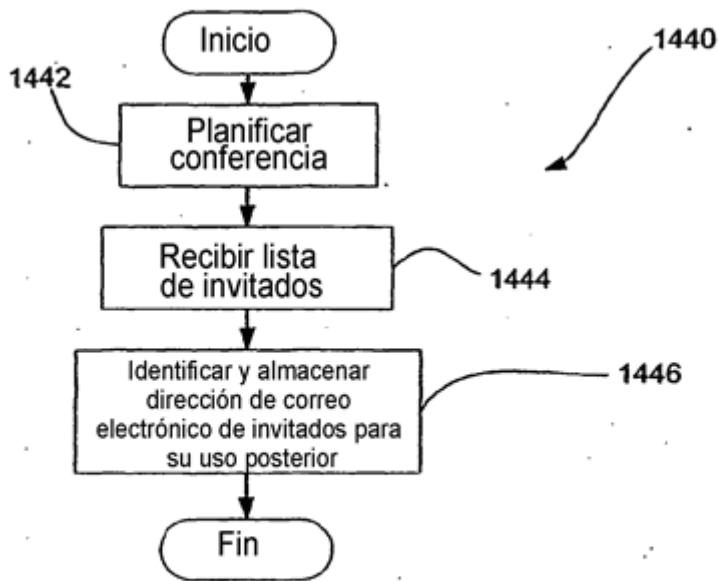 Inicio
1440
1442
Planificar
conferencia
Recibir lista
de invitados
1444
Identificar y almacenar
dirección de correo
electrónico de invitados para
su uso posterior
1446
Fin